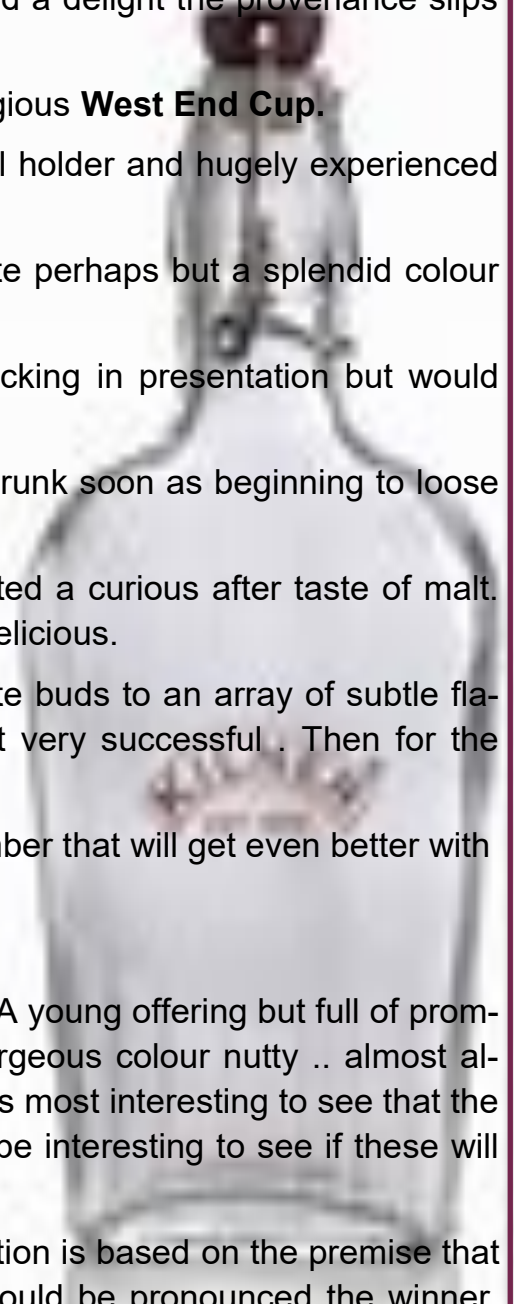 d a delight the provenance slips
gious West End Cup.
l holder and hugely experienced
te perhaps but a splendid colour
cking in presentation but would
runk soon as beginning to loose
ted a curious after taste of malt.
elicious.
te buds to an array of subtle fla-
t very successful . Then for the
nber that will get even better with
A young offering but full of prom-
rgeous colour nutty .. almost al-
s most interesting to see that the
be interesting to see if these will
tion is based on the premise that
ould be pronounced the winner.